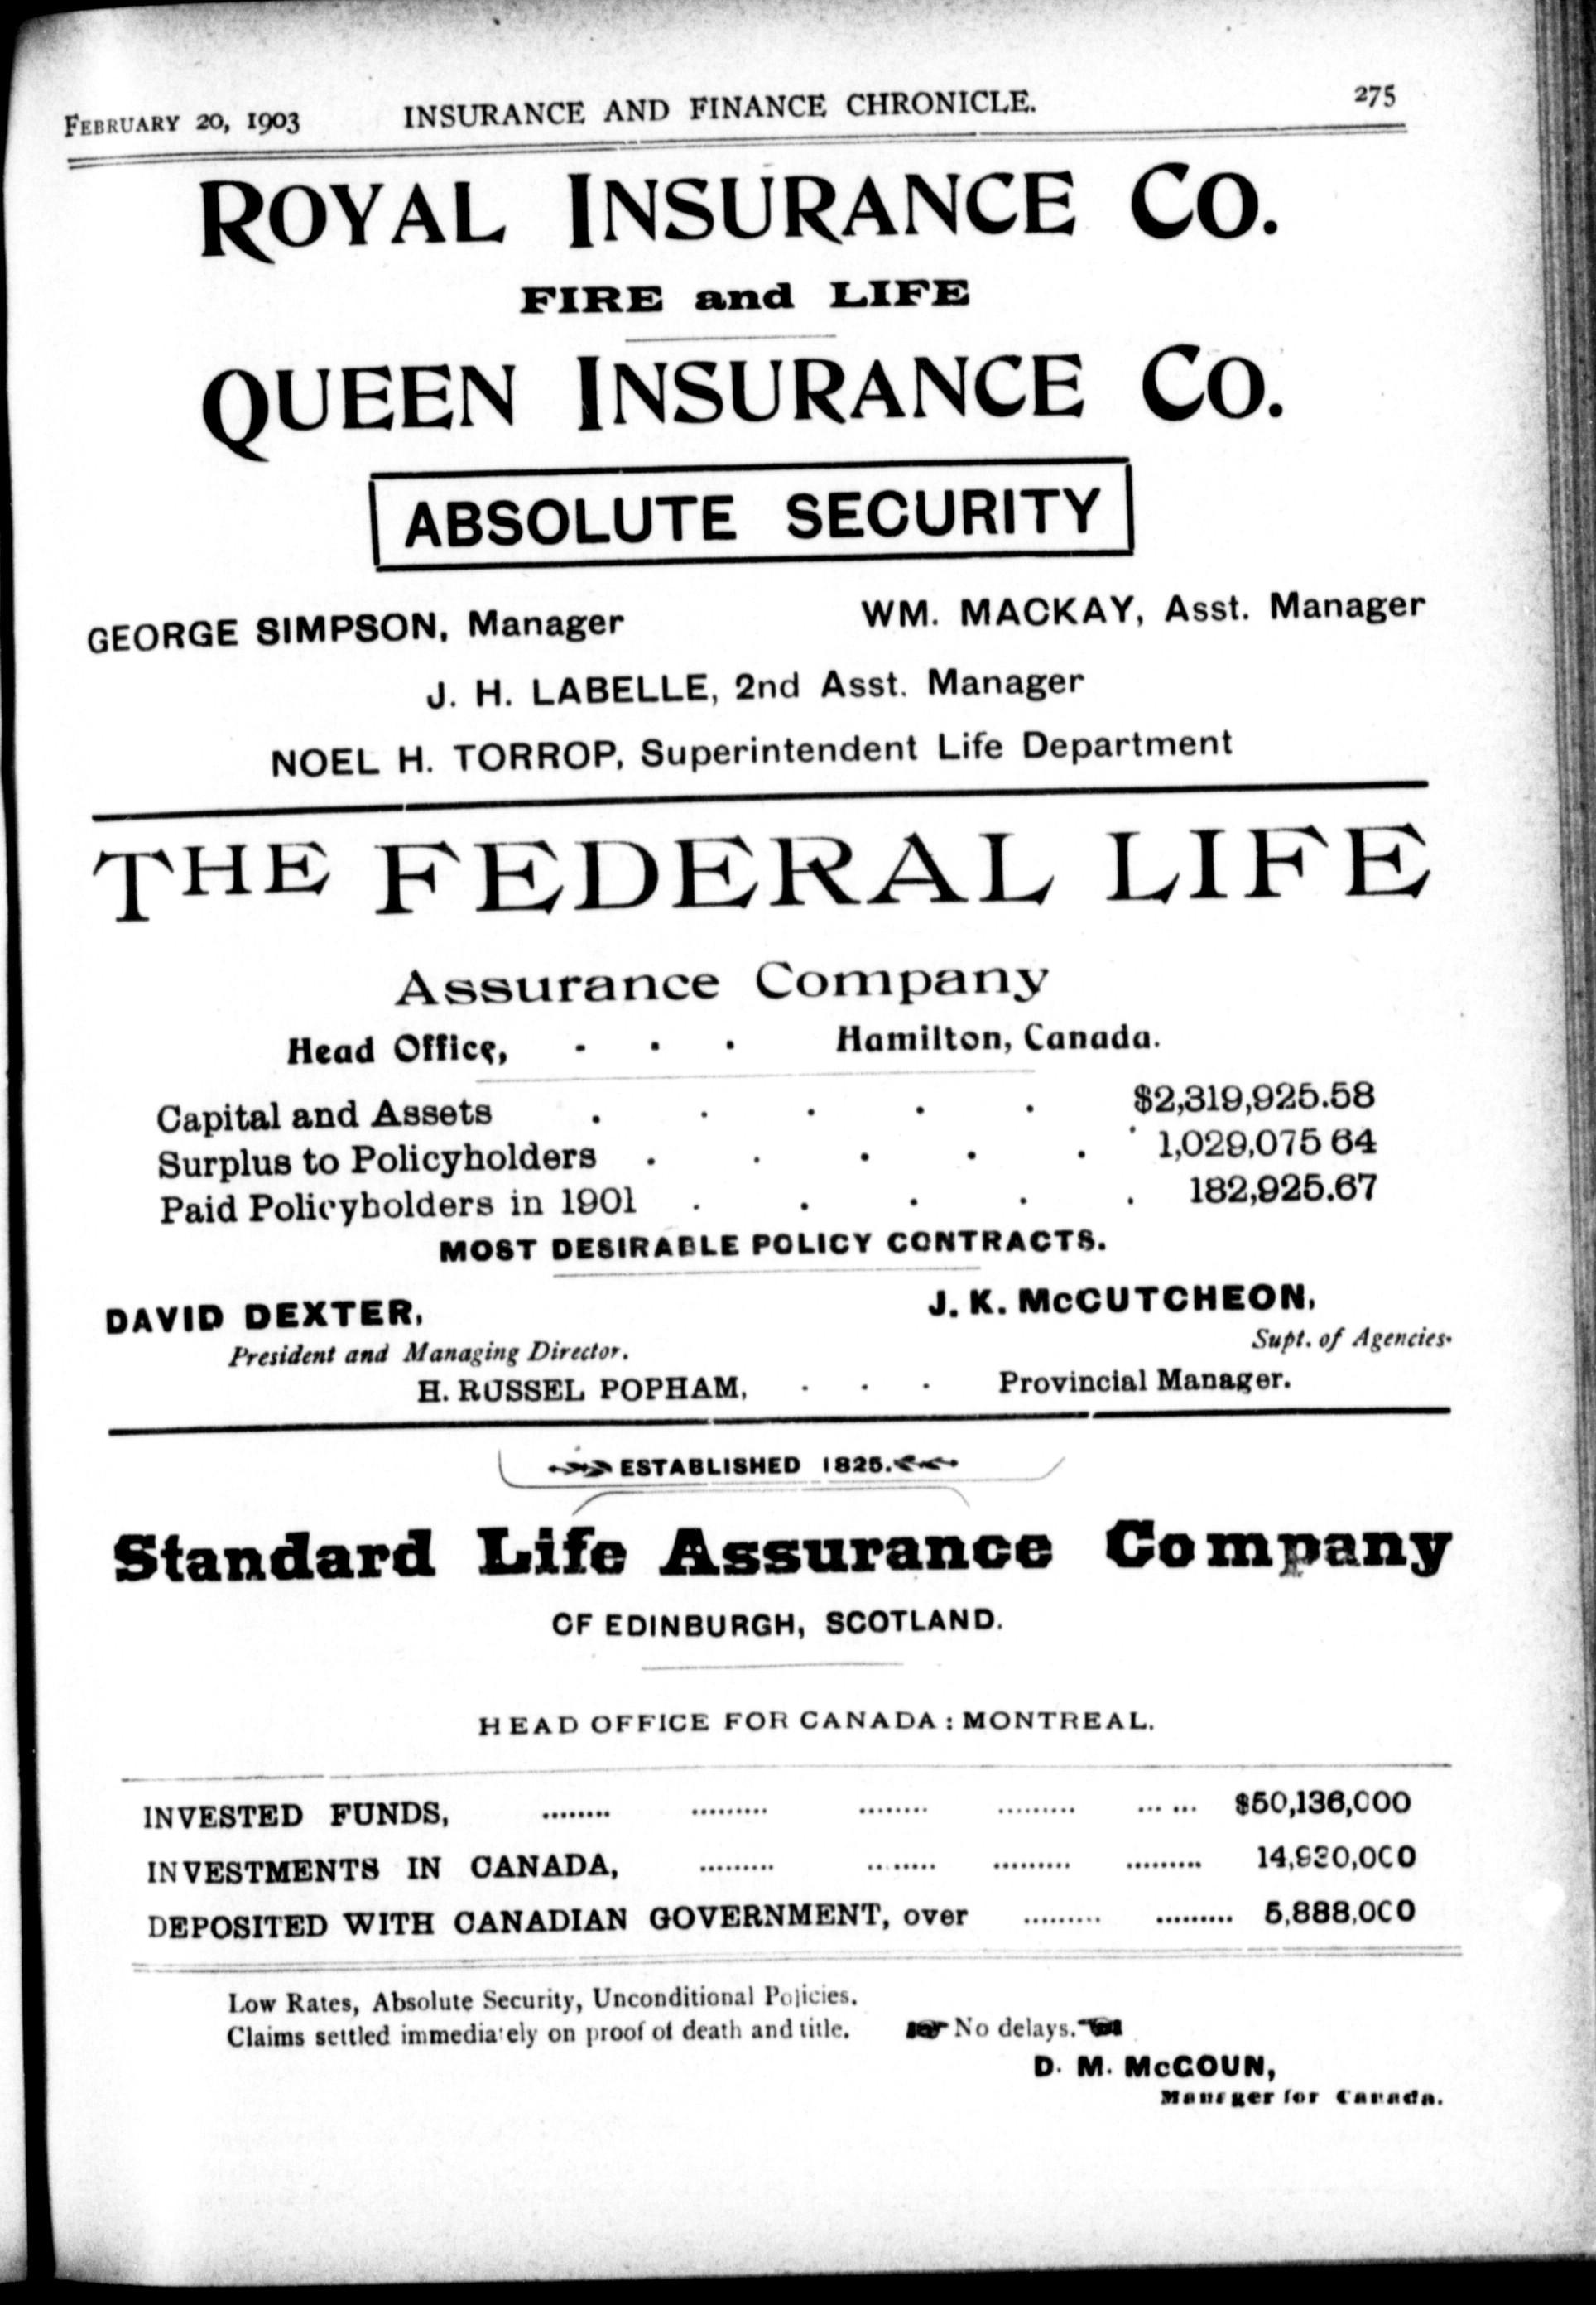 FEBRUARY 20, 1903 INSURANCE AND FINANCE CHRONICLE. 275
ROYAL INSURANCE CO.
FIRE and LIFE
QUEEN INSURANCE CO.
ABSOLUTE SECURITY
GEORGE SIMPSON, Manager WM. MACKAY, Asst. Manager
J. H. LABELLE, 2nd Asst. Manager
NOEL H. TORROP, Superintendent Life Department
THE FEDERAL LIFE
Assurance Company
Head Office, - - - Hamilton, Canada.
Capital and Assets . . . . . $2,319,925.58
Surplus to Policyholders . . . . . 1,029,075 64
Paid Policyholders in 1901 . . . . . 182,925.67
MOST DESIRABLE POLICY CONTRACTS.
DAVID DEXTER, J. K. McCUTCHEON,
President and Managing Director. Supt. of Agencies.
H. RUSSEL POPHAM, . . . Provincial Manager.
ESTABLISHED 1825.
Standard Life Assurance Company
OF EDINBURGH, SCOTLAND.
HEAD OFFICE FOR CANADA : MONTREAL.
INVESTED FUNDS, ........ ......... ........ ......... ... ... $50,136,000
INVESTMENTS IN CANADA, ......... ........ ......... ......... 14,930,000
DEPOSITED WITH CANADIAN GOVERNMENT, over ......... ......... 5,888,000
Low Rates, Absolute Security, Unconditional Policies.
Claims settled immediately on proof of death and title. No delays.
D. M. McGOUN,
Manager for Canada.